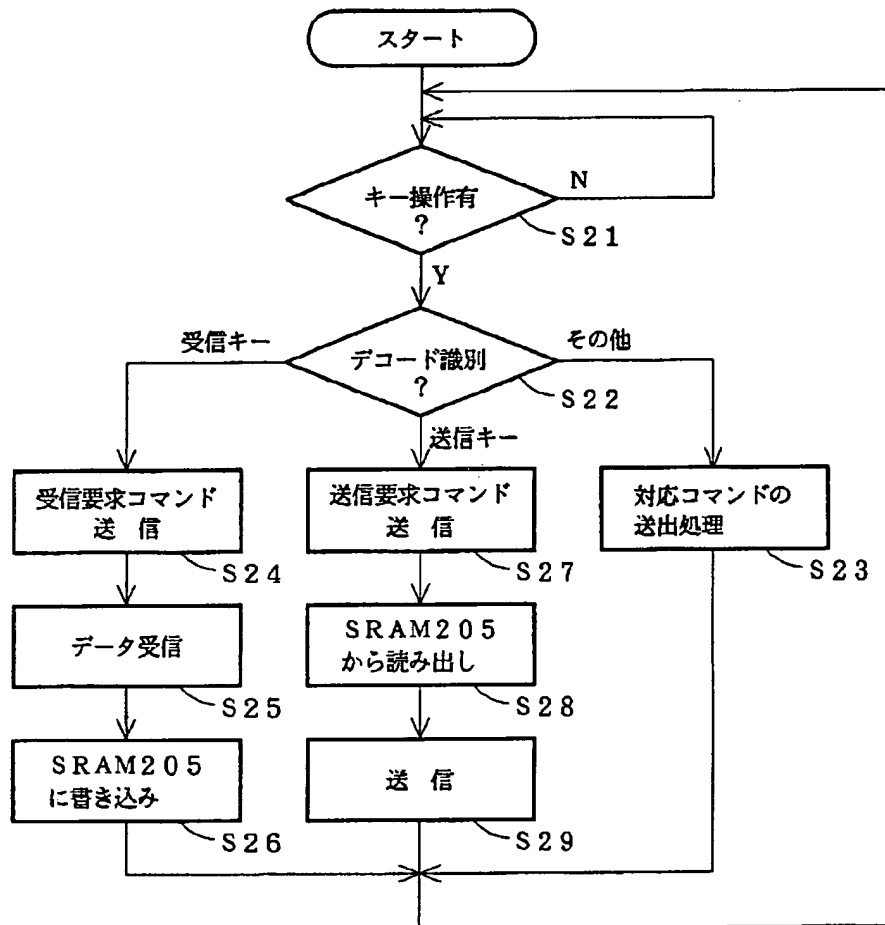 スタート
キー操作有
?
N
S21
Y
デコード識別
?
受信キー
その他
S22
送信キー
受信要求コマンド
送 信
S24
送信要求コマンド
送 信
S27
対応コマンドの
送出処理
S23
データ受信
S25
SRAM205
から読み出し
S28
SRAM205
に書き込み
S26
送 信
S29